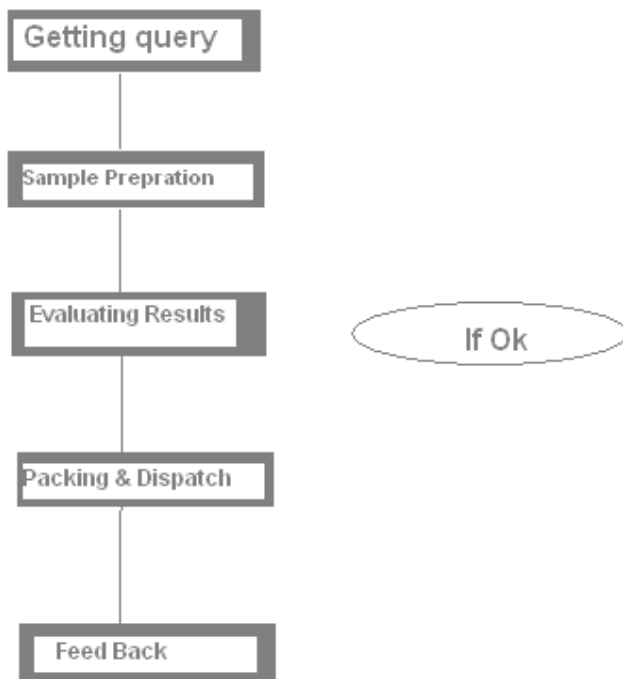 Getting query
Sample Prepration
Evaluating Results
If Ok
Packing & Dispatch
Feed Back